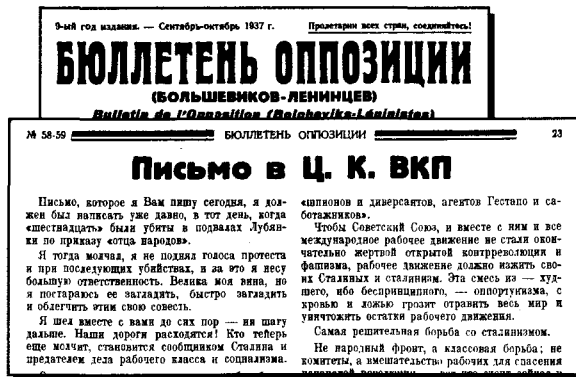 9-ый год издания. — Сентябрь-октябрь 1937 г.
Пролетарии всех стран, соединяйтесь!
БЮЛЛЕТЕНЬ ОППОЗИЦИИ
(БОЛЬШЕВИКОВ-ЛЕНИНЦЕВ)
Bulletin de l'Opposition (Bolcheviks-Léninistes)
№ 58-59
БЮЛЛЕТЕНЬ ОППОЗИЦИИ
23
Письмо в Ц. К. ВКП
Письмо, которое я Вам пишу сегодня, я дол-
жен был написать уже давно, в тот день, когда
«шестнадцать» были убиты в подвалах Лубян-
ки по приказу «отца народов».
Я тогда молчал, я не поднял голоса протеста
и при последующих убийствах, и за это я несу
большую ответственность. Велика моя вина, но
я постараюсь ее загладить, быстро загладить
и облегчить этим свою совесть.
Я шел вместе с вами до сих пор — ни шагу
дальше. Наши дороги расходятся! Кто теперь
еще молчит, становится сообщником Сталина и
предателем дела рабочего класса и социализма.
«шпионов и диверсантов, агентов Гестапо и са-
ботажников».
Чтобы Советский Союз, и вместе с ним и все
международное рабочее движение не стали окон-
чательно жертвой открытой контрреволюции и
фашизма, рабочее движение должно изжить сво-
их Сталиных и сталинизм. Эта смесь из — худ-
шего, ибо беспринципного, — оппортунизма, с
кровью и ложью грозит отравить весь мир и
уничтожить остатки рабочего движения.
Самая решительная борьба со сталинизмом.
Не народный фронт, а классовая борьба; не
комитеты, а вмешательство рабочих для спасения